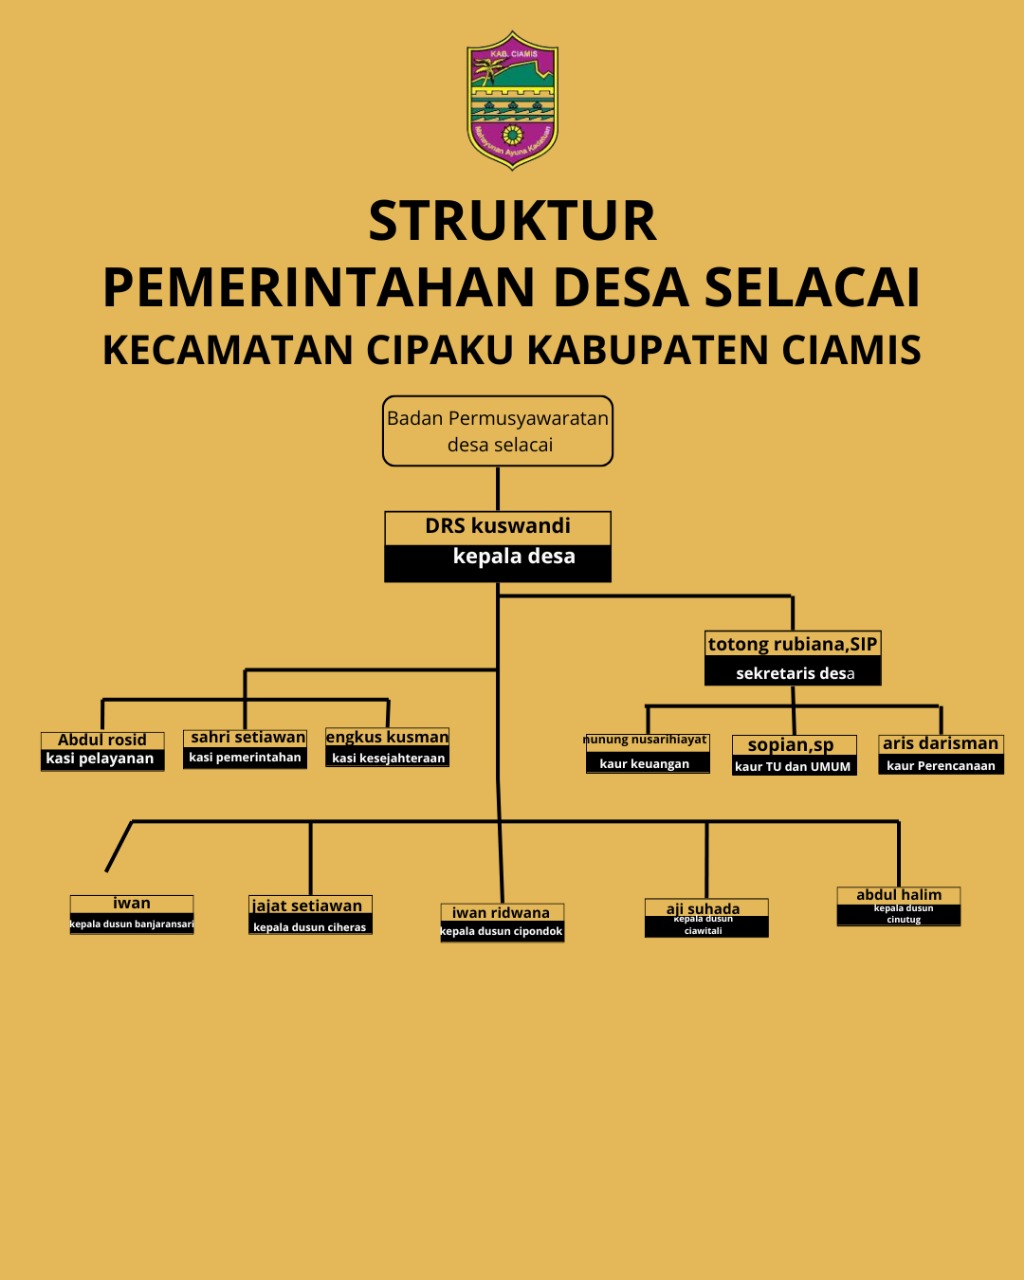 KAB. CIAMIS
Mahayunan Ayuna Kadatuan
STRUKTUR
PEMERINTAHAN DESA SELACAI
KECAMATAN CIPAKU KABUPATEN CIAMIS
Badan Permusyawaratan
desa selacai
DRS kuswandi
kepala desa
totong rubiana,SIP
sekretaris desa
Abdul rosid
kasi pelayanan
sahri setiawan
kasi pemerintahan
engkus kusman
kasi kesejahteraan
nunung nusarihiayat
kaur keuangan
sopian,sp
kaur TU dan UMUM
aris darisman
kaur Perencanaan
iwan
kepala dusun banjaransari
jajat setiawan
kepala dusun ciheras
iwan ridwana
kepala dusun cipondok
aji suhada
kepala dusun
ciawitali
abdul halim
kepala dusun
cinutug